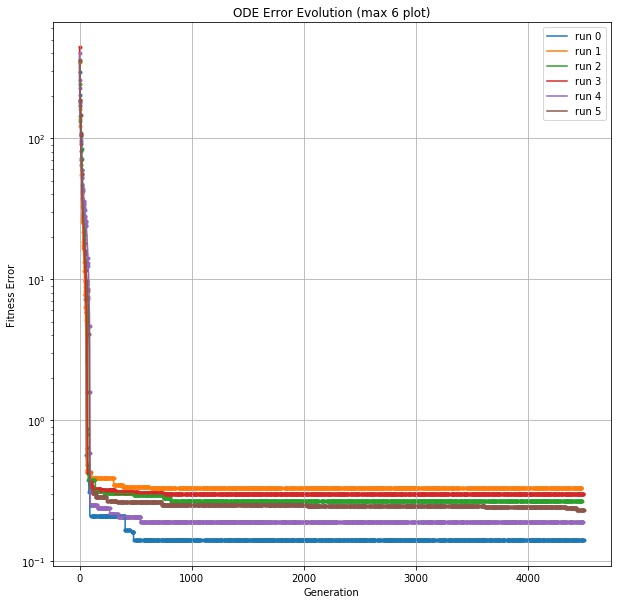 ODE Error Evolution (max 6 plot)
run 0
run 1
run 2
run 3
run 4
run 5
Fitness Error
10²
10¹
10⁰
10⁻¹
0 1000 2000 3000 4000
Generation